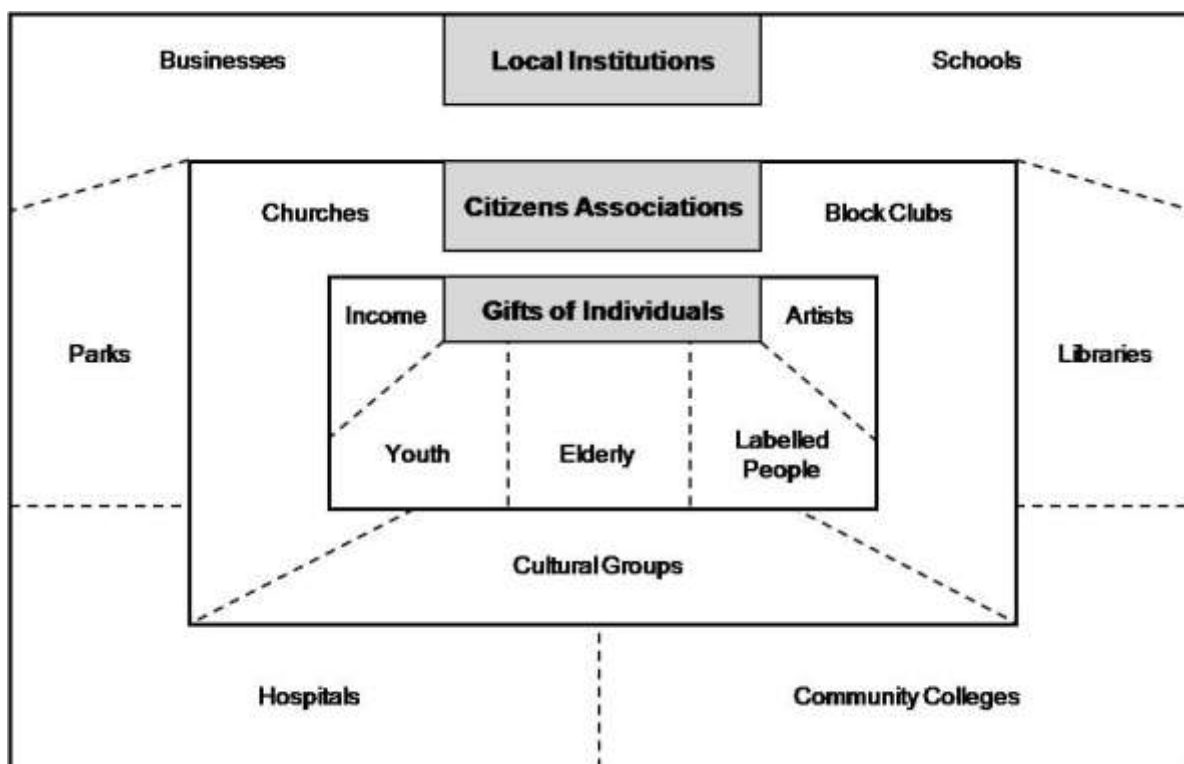 Businesses
Local Institutions
Schools
Churches
Citizens Associations
Block Clubs
Income
Gifts of Individuals
Artists
Parks
Libraries
Youth
Elderly
Labelled
People
Cultural Groups
Hospitals
Community Colleges